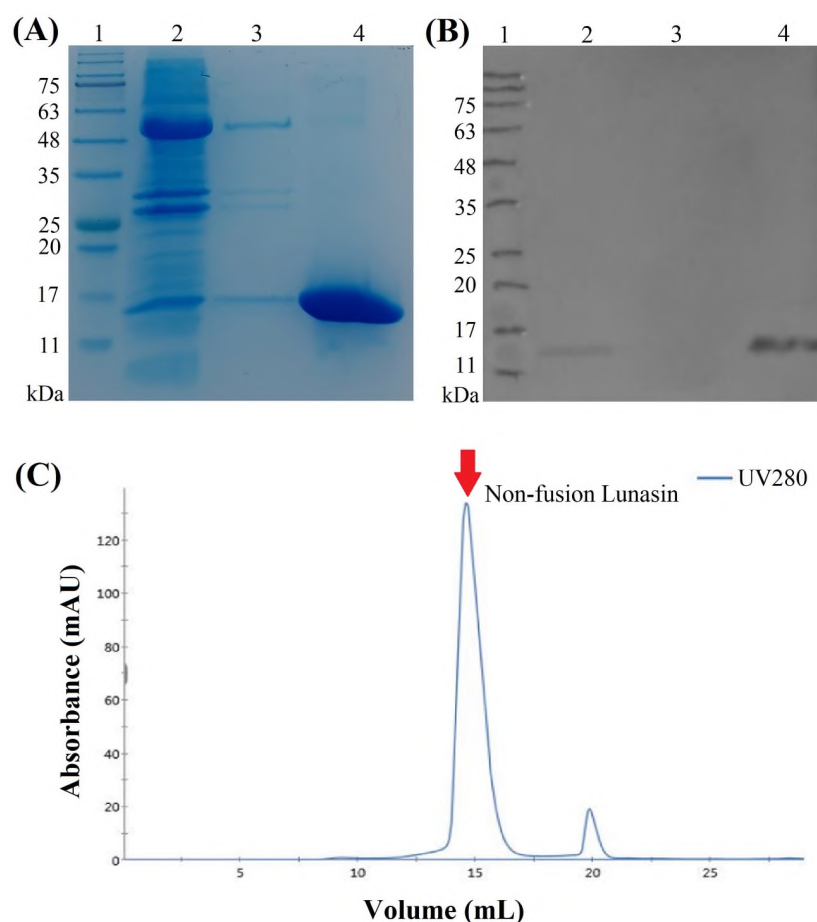 (A)
1 2 3 4
75
63
48
35
25
20
17
11
kDa
(B)
1 2 3 4
75
63
48
35
25
20
17
11
kDa
(C)
Non-fusion Lunasin
UV280
Absorbance (mAU)
120
100
80
60
40
20
0
5 10 15 20 25
Volume (mL)